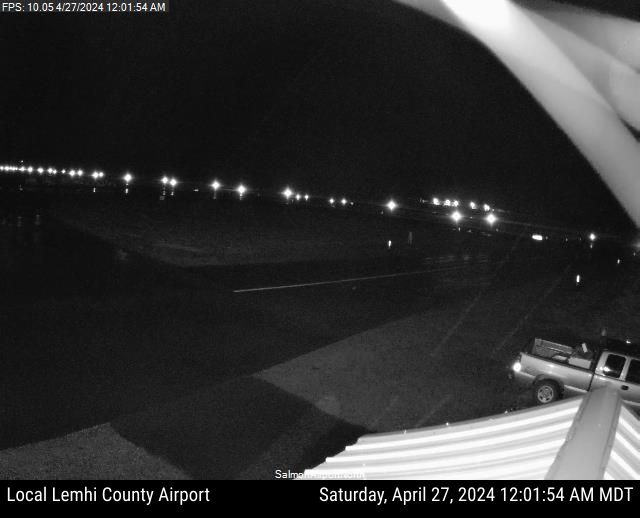 FPS: 10.05 4/27/2024 12:01:54 AM
Local Lemhi County Airport
Saturday, April 27, 2024 12:01:54 AM MDT